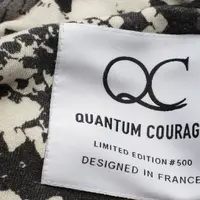 QC
QUANTUM COURAG
LIMITED EDITION #500
DESIGNED IN FRANCE